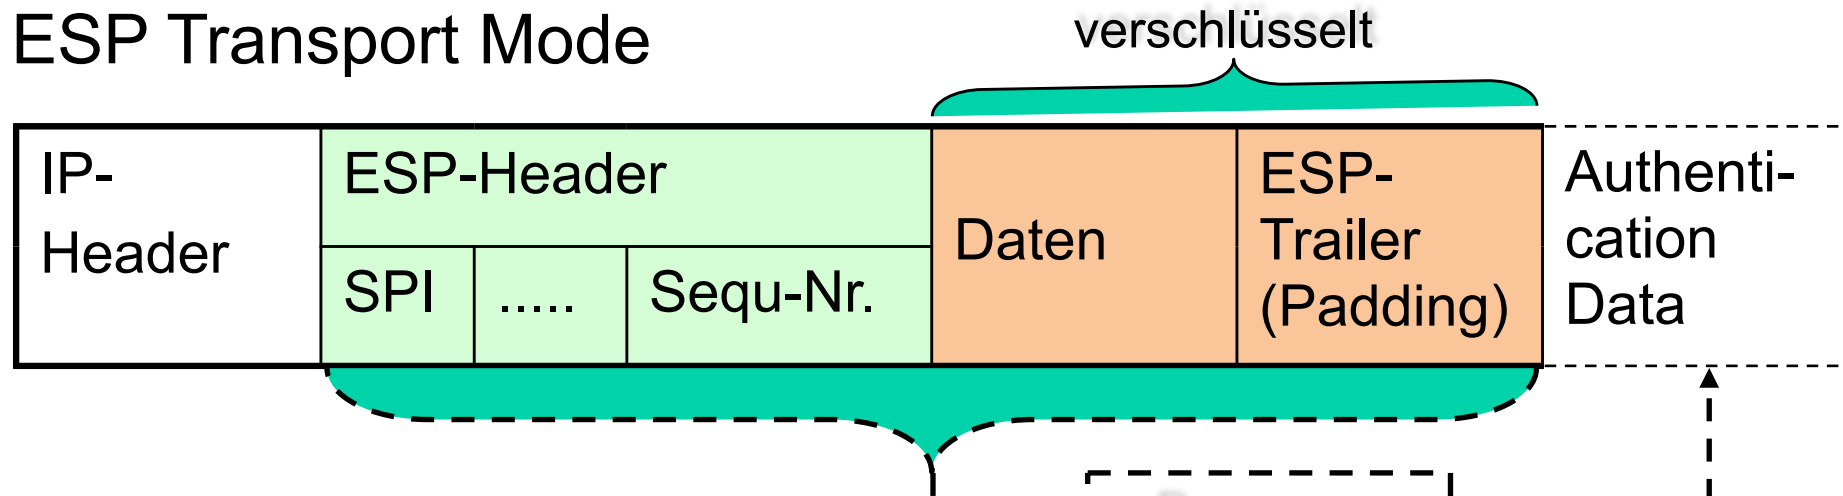 ESP Transport Mode
verschlüsselt
IP-
Header
ESP-Header
SPI
.....
Sequ-Nr.
Daten
ESP-
Trailer
(Padding)
Authenti-
cation
Data